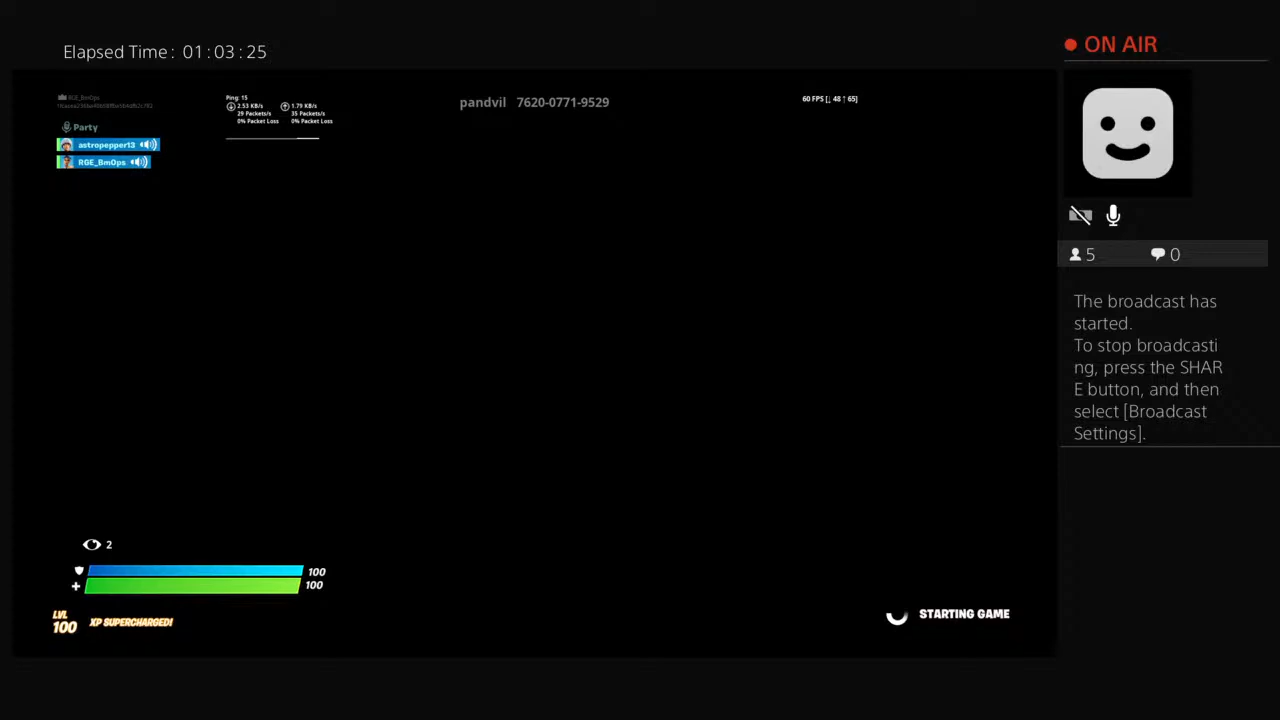 Elapsed Time: 01:03:25
ON AIR
RGE_BmOps
Ping: 15
2.53 KB/s
1.79 KB/s
29 Packets/s
35 Packets/s
0% Packet Loss
0% Packet Loss
pandvil 7620-0771-9529
60 FPS [↓ 48 ↑ 65]
Party
astropepper13
RGE_BmOps
5
0
The broadcast has
started.
To stop broadcasti
ng, press the SHAR
E button, and then
select [Broadcast
Settings].
2
100
100
LVL
100
XP SUPERCHARGED!
STARTING GAME